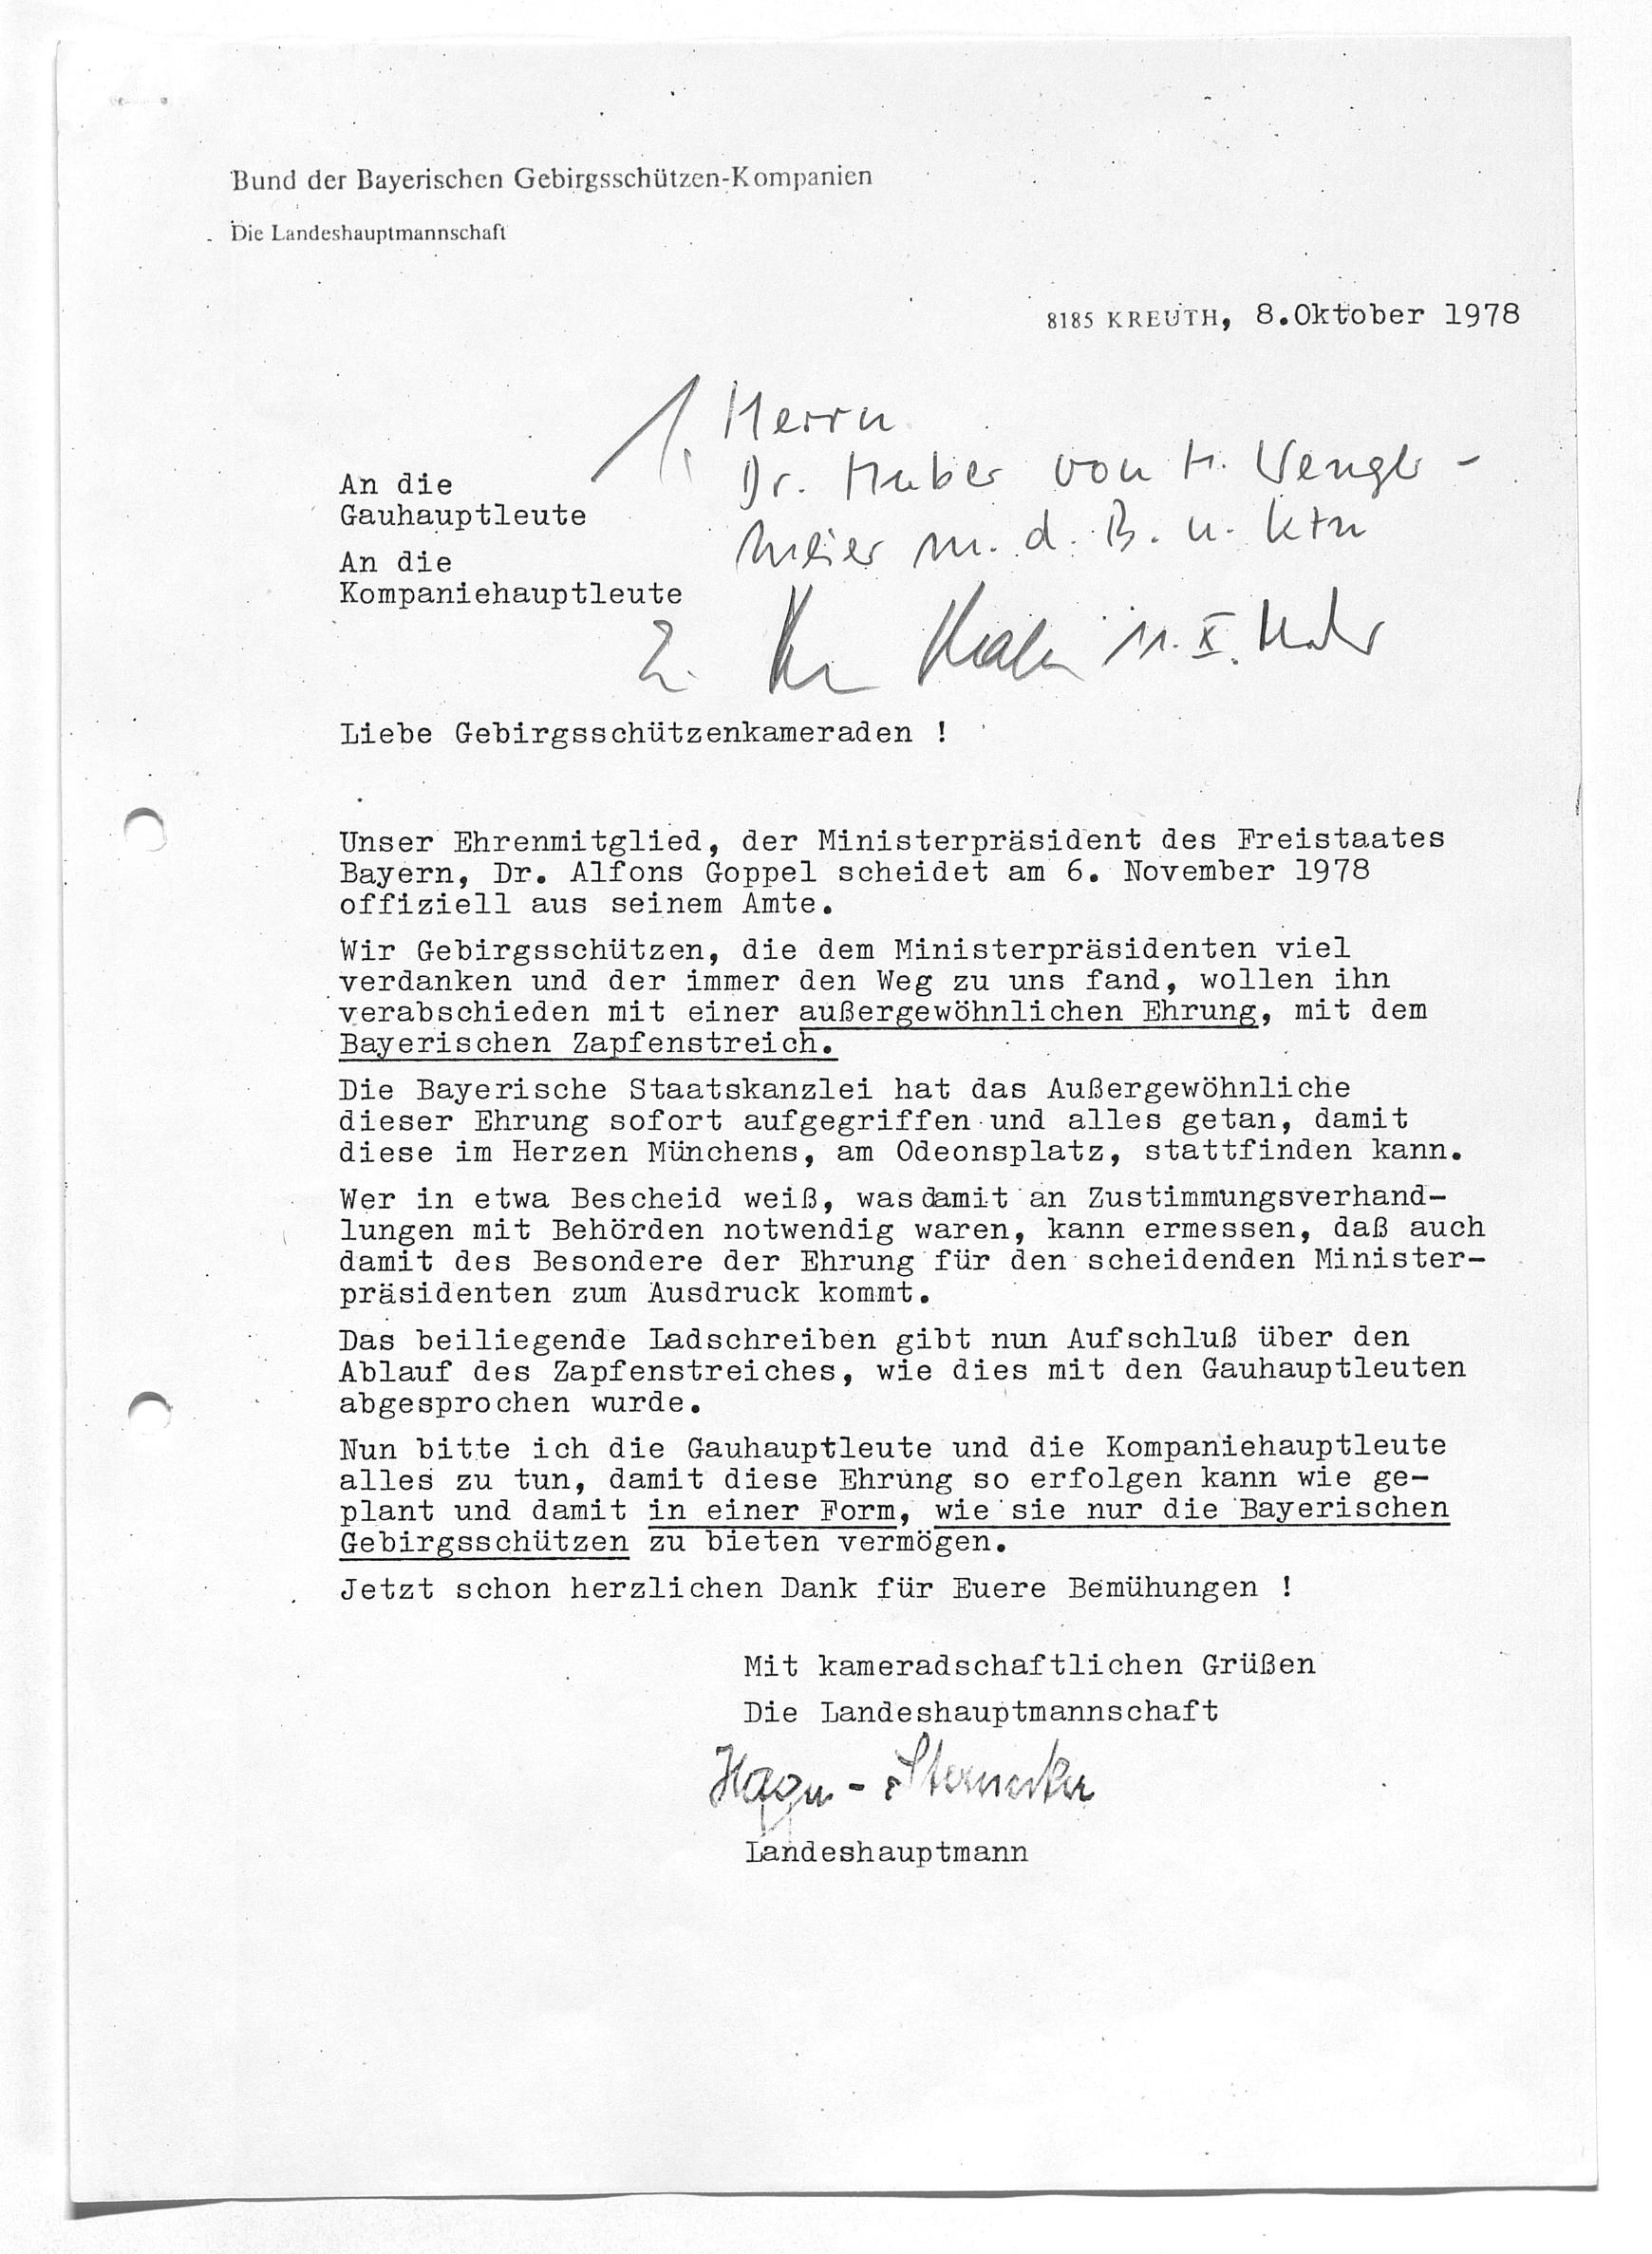 Bund der Bayerischen Gebirgsschützen-Kompanien
Die Landeshauptmannschaft
8185 KREUTH, 8.Oktober 1978
1. Herrn
Dr. Huber von H. Wengl-
meier m. d. B. u. Ktn
An die
Gauhauptleute
An die
Kompaniehauptleute
2. 11. X.
Liebe Gebirgsschützenkameraden !
Unser Ehrenmitglied, der Ministerpräsident des Freistaates
Bayern, Dr. Alfons Goppel scheidet am 6. November 1978
offiziell aus seinem Amte.
Wir Gebirgsschützen, die dem Ministerpräsidenten viel
verdanken und der immer den Weg zu uns fand, wollen ihn
verabschieden mit einer außergewöhnlichen Ehrung, mit dem
Bayerischen Zapfenstreich.
Die Bayerische Staatskanzlei hat das Außergewöhnliche
dieser Ehrung sofort aufgegriffen und alles getan, damit
diese im Herzen Münchens, am Odeonsplatz, stattfinden kann.
Wer in etwa Bescheid weiß, was damit an Zustimmungsverhand-
lungen mit Behörden notwendig waren, kann ermessen, daß auch
damit des Besondere der Ehrung für den scheidenden Minister-
präsidenten zum Ausdruck kommt.
Das beiliegende Ladschreiben gibt nun Aufschluß über den
Ablauf des Zapfenstreiches, wie dies mit den Gauhauptleuten
abgesprochen wurde.
Nun bitte ich die Gauhauptleute und die Kompaniehauptleute
alles zu tun, damit diese Ehrung so erfolgen kann wie ge-
plant und damit in einer Form, wie sie nur die Bayerischen
Gebirgsschützen zu bieten vermögen.
Jetzt schon herzlichen Dank für Euere Bemühungen !
Mit kameradschaftlichen Grüßen
Die Landeshauptmannschaft
Hagn-Sternecker
Landeshauptmann